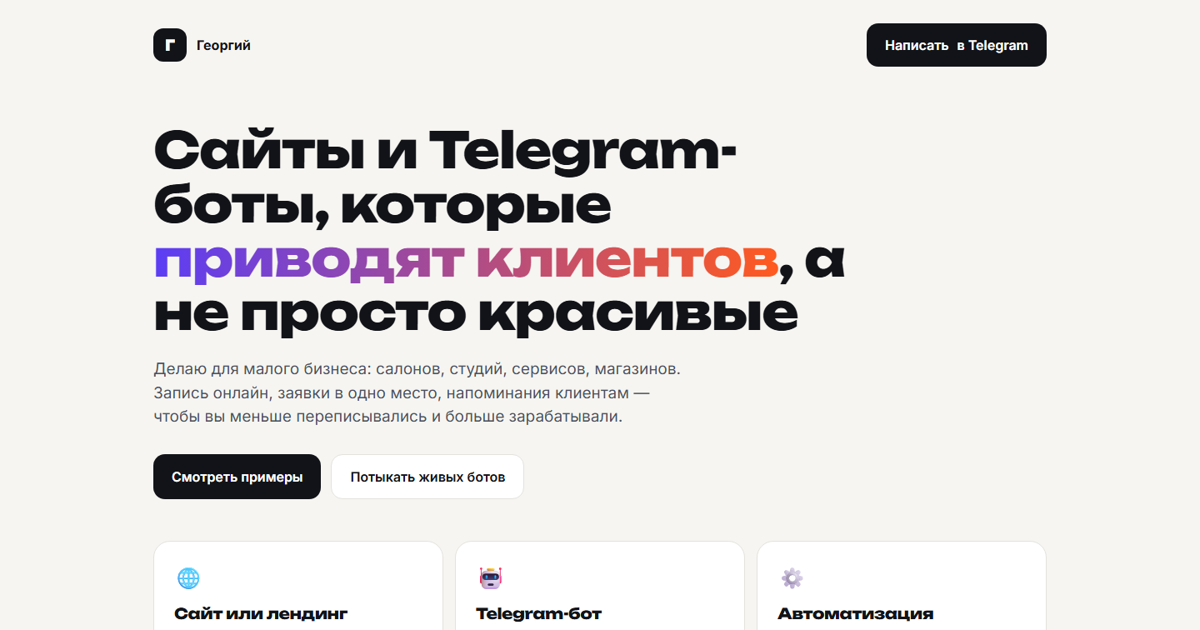 Г
Георгий
Написать в Telegram
Сайты и Telegram-
боты, которые
приводят клиентов, а
не просто красивые
Делаю для малого бизнеса: салонов, студий, сервисов, магазинов.
Запись онлайн, заявки в одно место, напоминания клиентам —
чтобы вы меньше переписывались и больше зарабатывали.
Смотреть примеры
Потыкать живых ботов
Сайт или лендинг
Telegram-бот
Автоматизация